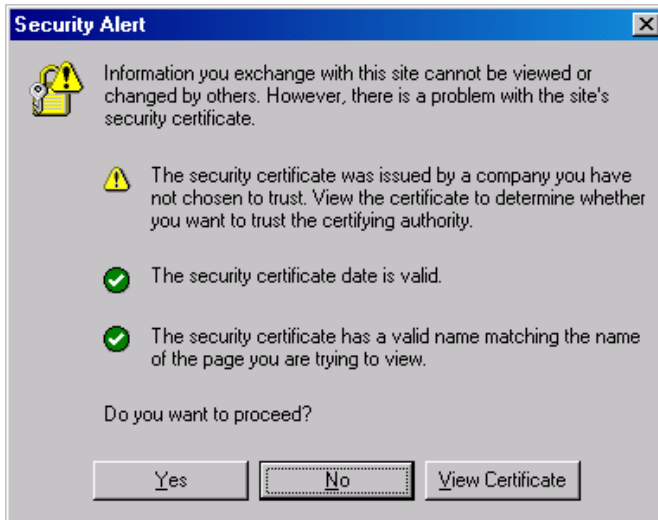 Security Alert
Information you exchange with this site cannot be viewed or
changed by others. However, there is a problem with the site's
security certificate.
The security certificate was issued by a company you have
not chosen to trust. View the certificate to determine whether
you want to trust the certifying authority.
The security certificate date is valid.
The security certificate has a valid name matching the name
of the page you are trying to view.
Do you want to proceed?
Yes
No
View Certificate